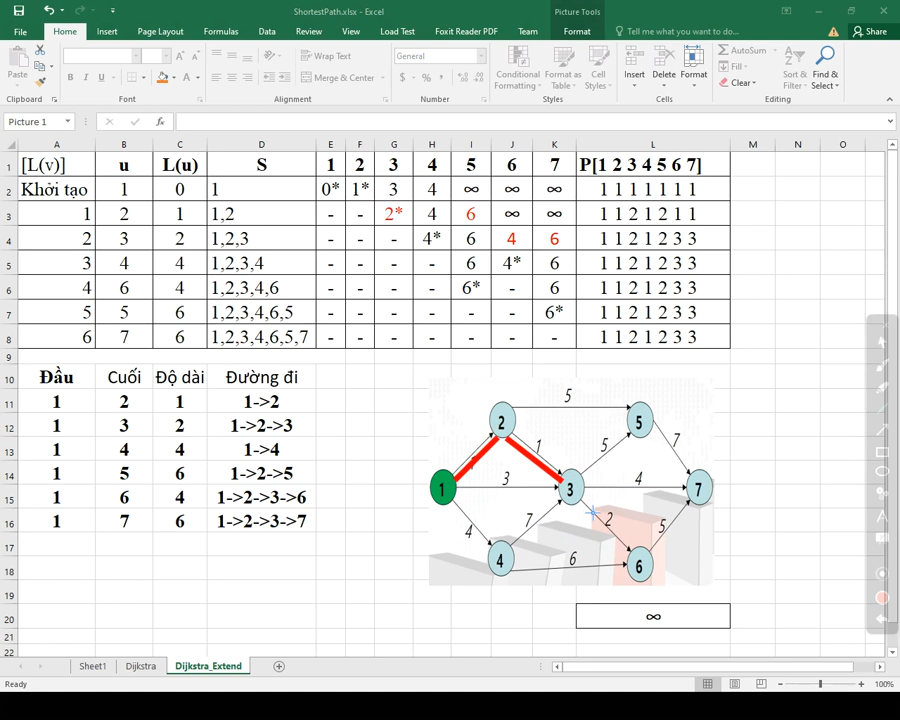 ShortestPath.xlsx - Excel
Picture Tools
File Home Insert Page Layout Formulas Data Review View Load Test Foxit Reader PDF Team Format Tell me what you want to do... Share
Paste
B I U
Wrap Text
Merge & Center
General
$ % ,
Conditional Formatting
Format as Table
Cell Styles
Insert
Delete
Format
AutoSum
Fill
Clear
Sort & Filter
Find & Select
Clipboard Font Alignment Number Styles Cells Editing
Picture 1 fx
A B C D E F G H I J K L M N O
1 [L(v)] u L(u) S 1 2 3 4 5 6 7 P[1 2 3 4 5 6 7]
2 Khởi tạo 1 0 1 0* 1* 3 4 ∞ ∞ ∞ 1 1 1 1 1 1 1
3 1 2 1 1,2 - - 2* 4 6 ∞ ∞ 1 1 2 1 2 1 1
4 2 3 2 1,2,3 - - - 4* 6 4 6 1 1 2 1 2 3 3
5 3 4 4 1,2,3,4 - - - - 6 4* 6 1 1 2 1 2 3 3
6 4 6 4 1,2,3,4,6 - - - - 6* - 6 1 1 2 1 2 3 3
7 5 5 6 1,2,3,4,6,5 - - - - - - 6* 1 1 2 1 2 3 3
8 6 7 6 1,2,3,4,6,5,7 - - - - - - - 1 1 2 1 2 3 3
9
10 Đầu Cuối Độ dài Đường đi
11 1 2 1 1->2
12 1 3 2 1->2->3
13 1 4 4 1->4
14 1 5 6 1->2->5
15 1 6 4 1->2->3->6
16 1 7 6 1->2->3->7
17
18
19
20 ∞
21
22
5
2 5
1 5 7
1 3 3 4 7
4 7 2 5
4 6 6
Sheet1 Dijkstra Dijkstra_Extend
Ready 100%